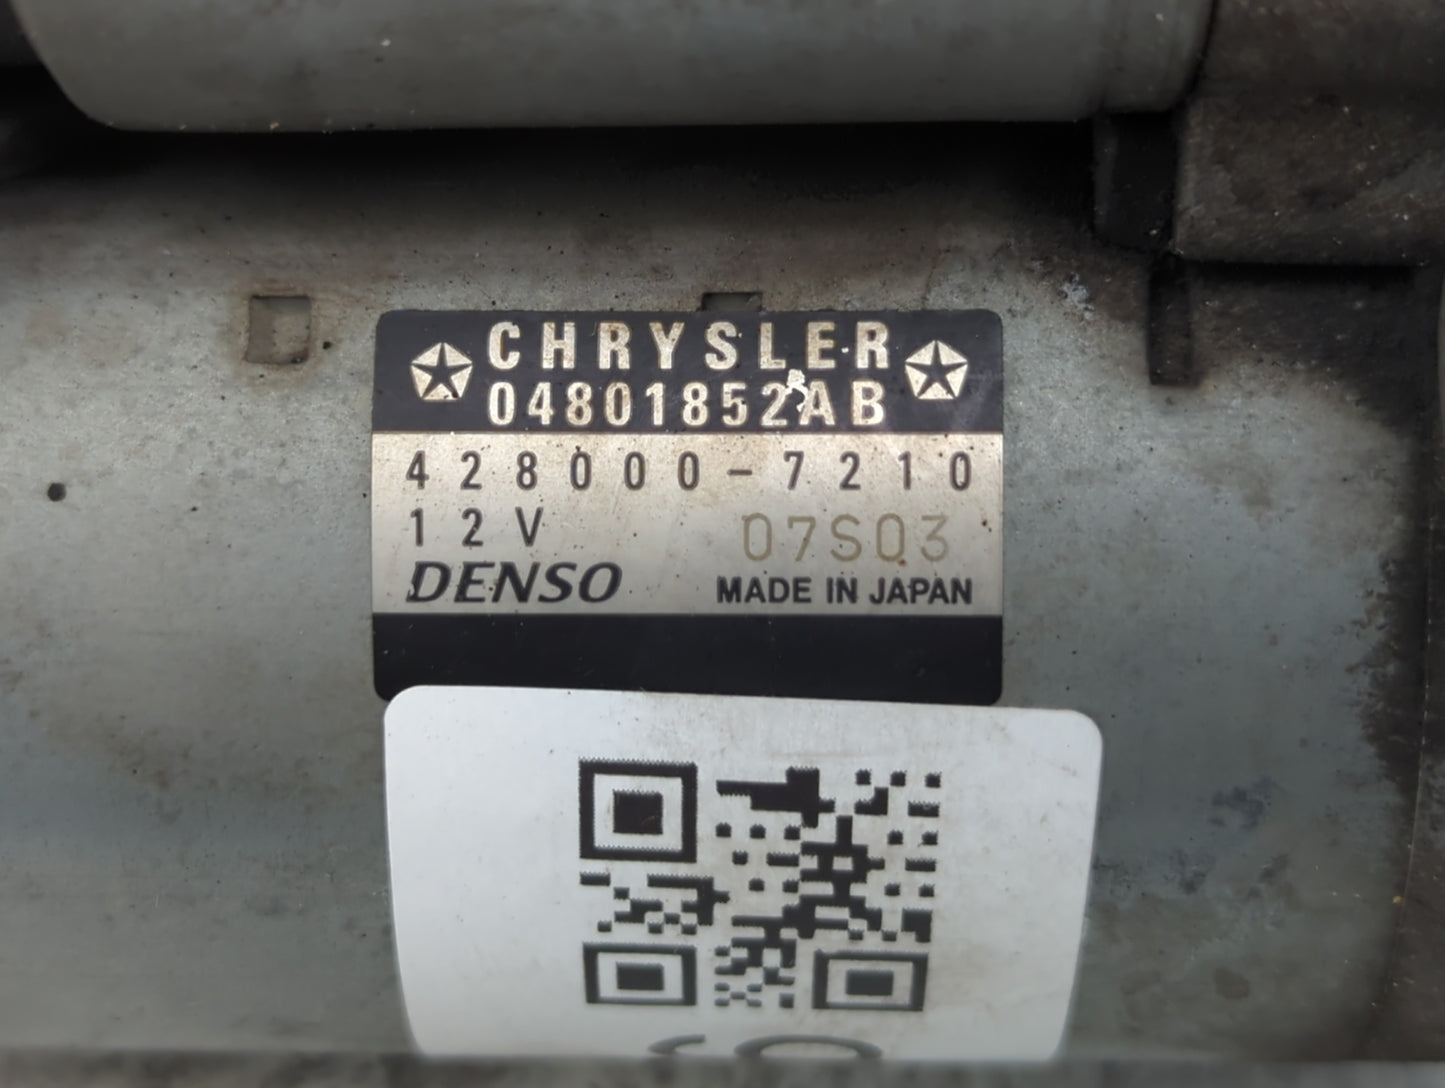 CHRYSLER
04801852AB
428000-7210
12V 07S03
DENSO MADE IN JAPAN